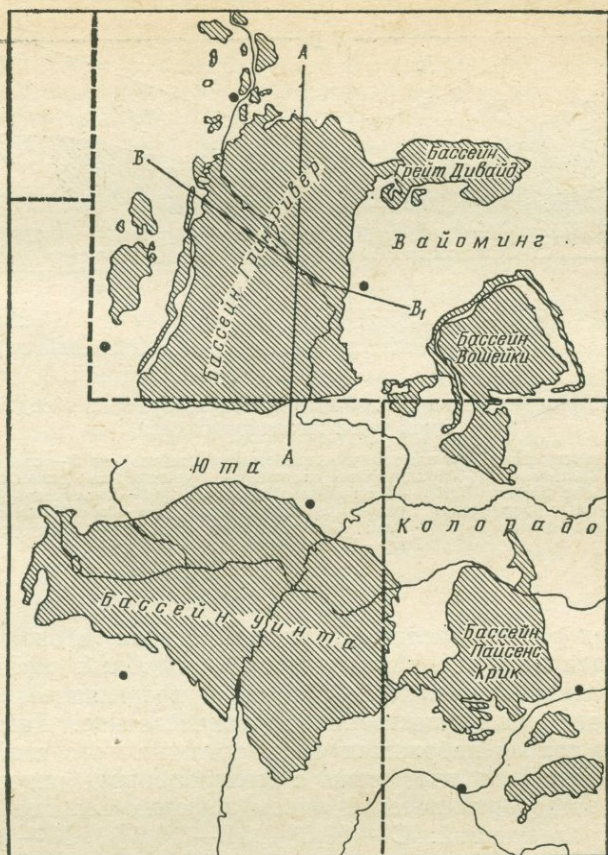 А
Бассейн
Грейт Дивайд
В
Бассейн Грин-Ривер
Вайоминг
В₁
Бассейн
Вошейки
А
Юта
Колорадо
Бассейн Уинта
Бассейн
Пайсенс
Крик